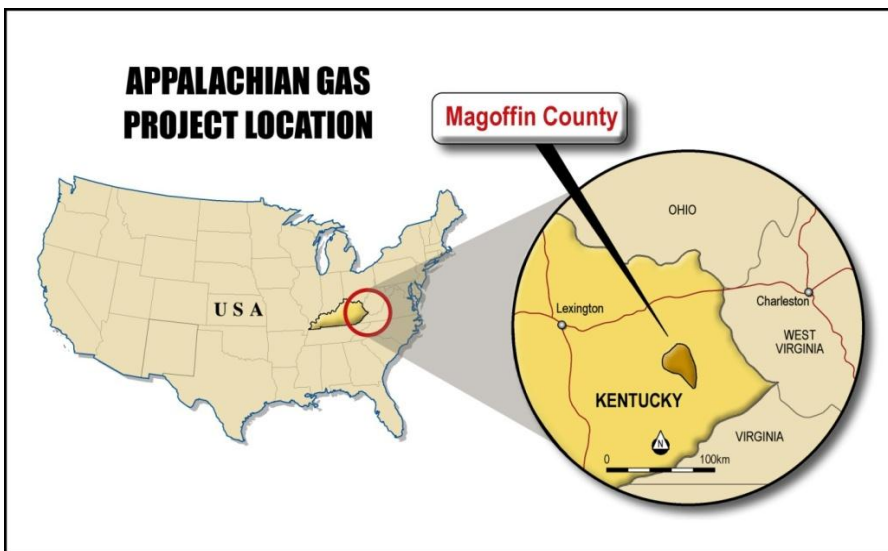 APPALACHIAN GAS
PROJECT LOCATION
Magoffin County
USA
OHIO
Lexington
Charleston
WEST
VIRGINIA
KENTUCKY
VIRGINIA
N
0 100km